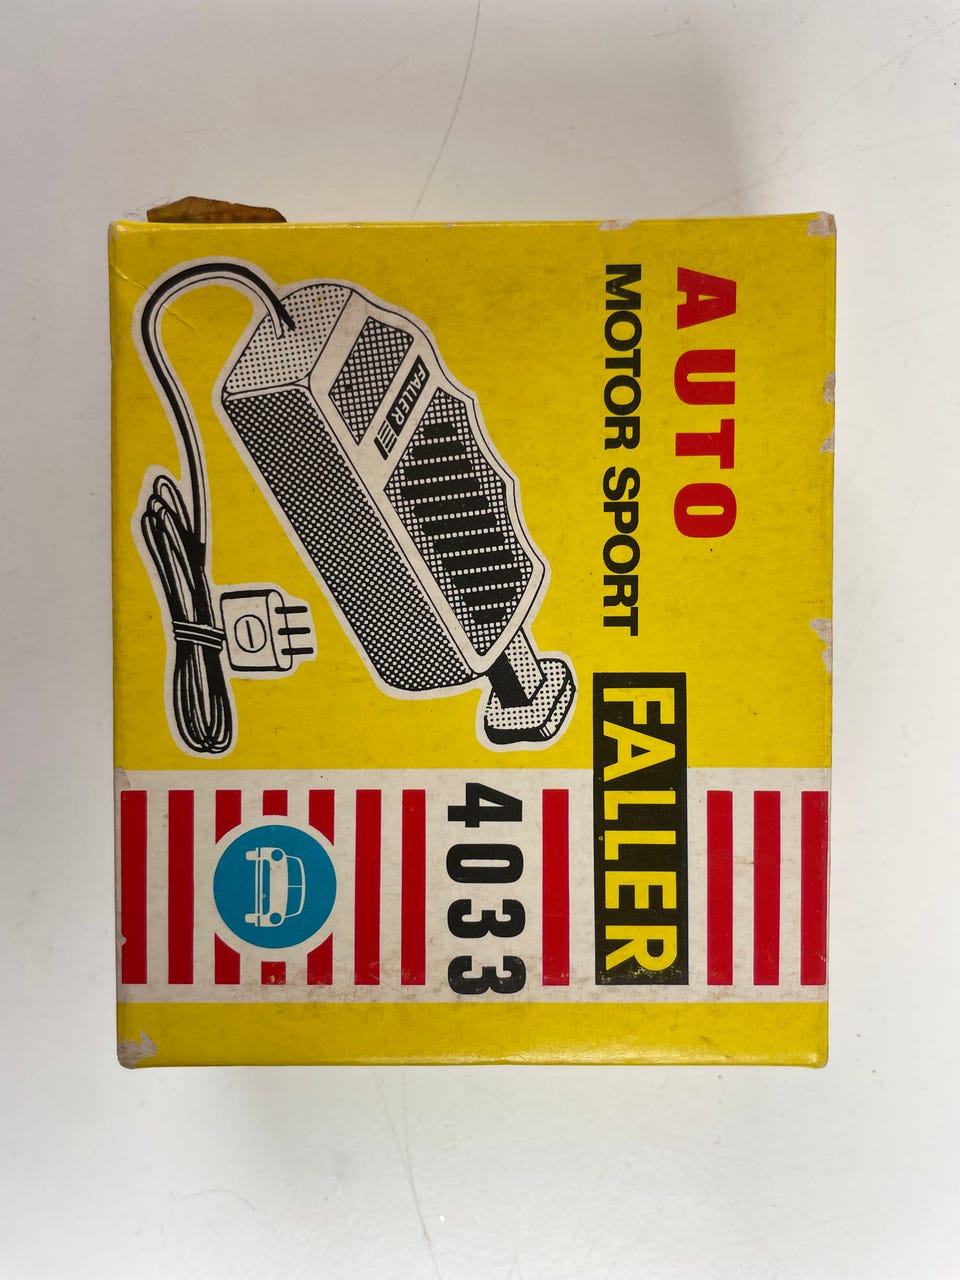 AUTO
MOTOR SPORT
FALLER
4033
FALLER